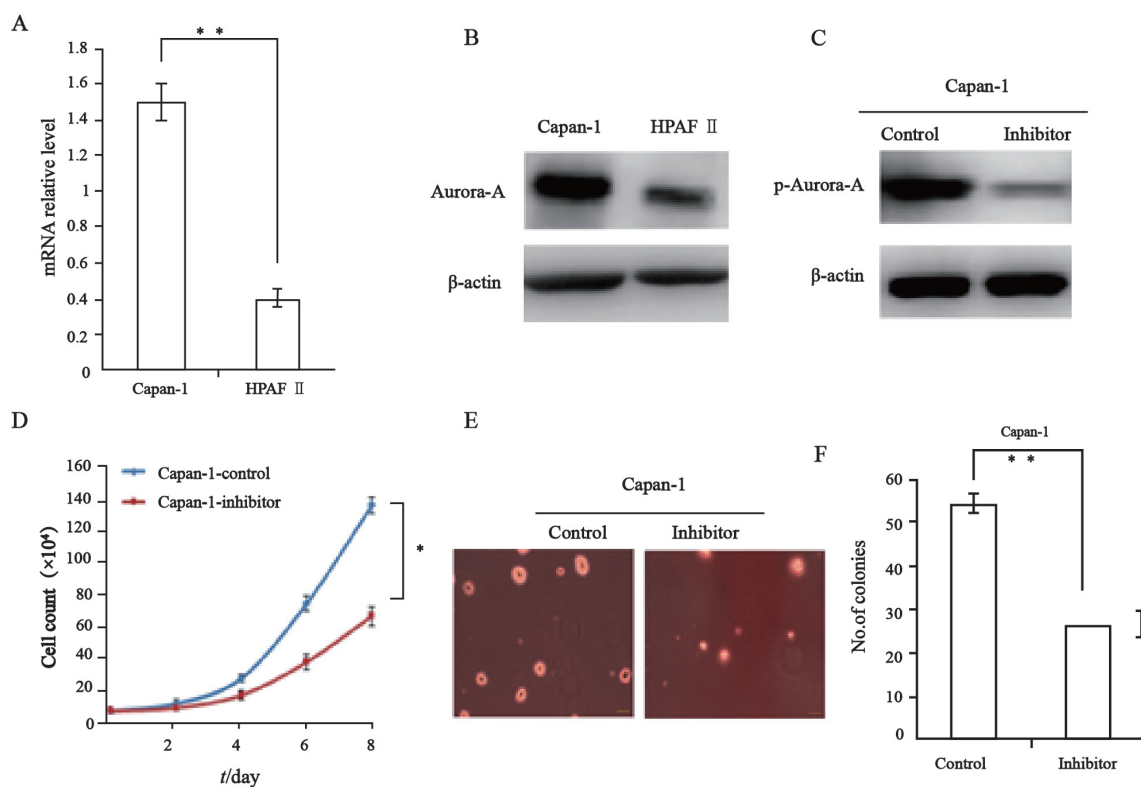 A
* *
mRNA relative level
1.8
1.6
1.4
1.2
1
0.8
0.6
0.4
0.2
0
Capan-1
HPAF Ⅱ
B
Capan-1
HPAF Ⅱ
Aurora-A
β-actin
C
Capan-1
Control
Inhibitor
p-Aurora-A
β-actin
D
Cell count (×10⁴)
160
140
120
100
80
60
40
20
0
Capan-1-control
Capan-1-inhibitor
*
2
4
6
8
t/day
E
Capan-1
Control
Inhibitor
F
Capan-1
* *
No.of colonies
60
50
60
30
20
10
0
Control
Inhibitor